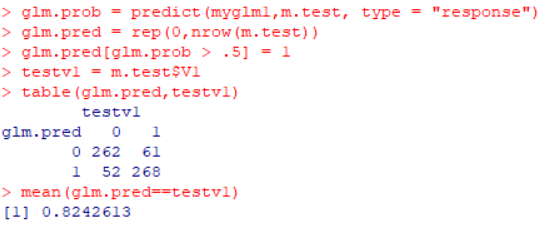 > glm.prob = predict(myglm1,m.test, type = "response")
> glm.pred = rep(0,nrow(m.test))
> glm.pred[glm.prob > .5] = 1
> testv1 = m.test$V1
> table(glm.pred,testv1)
testv1
glm.pred 0 1
0 262 61
1 52 268
> mean(glm.pred==testv1)
[1] 0.8242613